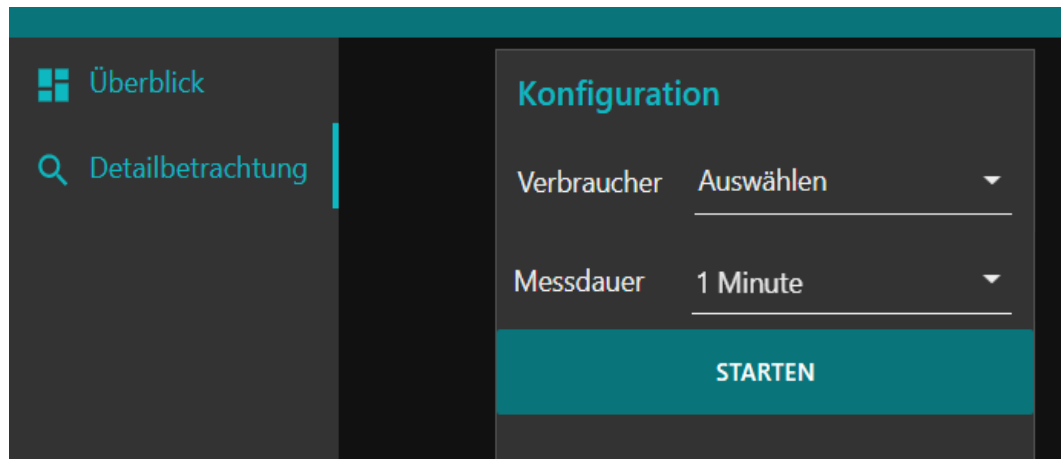 Überblick
Detailbetrachtung
Konfiguration
Verbraucher Auswählen
Messdauer 1 Minute
STARTEN